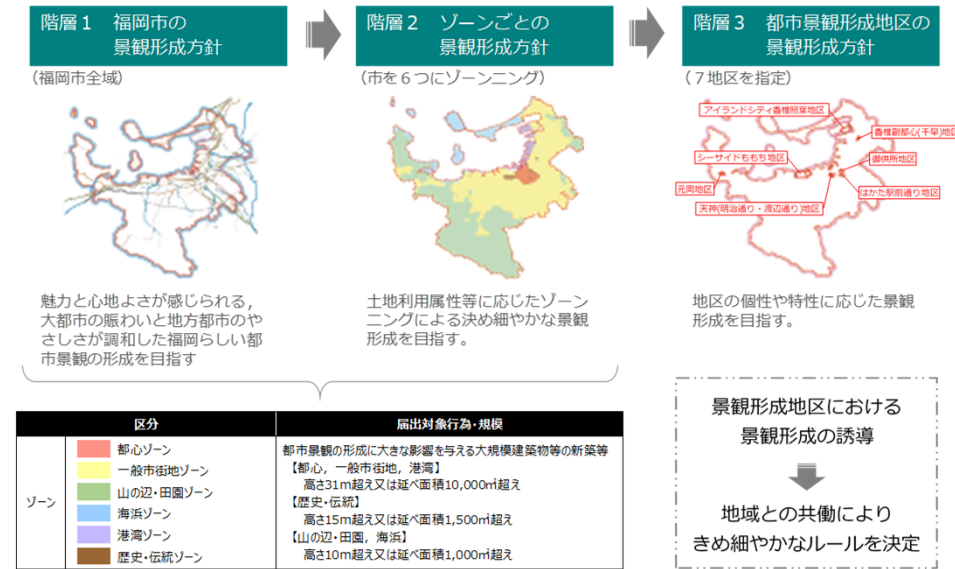 階層１　福岡市の
景観形成方針
階層２　ゾーンごとの
景観形成方針
階層３　都市景観形成地区の
景観形成方針
（福岡市全域）
（市を６つにゾーンニング）
（７地区を指定）
アイランドシティ香椎照葉地区
香椎副都心(千早)地区
シーサイドももち地区
御供所地区
元岡地区
はかた駅前通り地区
天神(明治通り・渡辺通り)地区
魅力と心地よさが感じられる，
大都市の賑わいと地方都市のや
さしさが調和した福岡らしい都
市景観の形成を目指す
土地利用属性等に応じたゾーン
ニングによる決め細やかな景観
形成を目指す。
地区の個性や特性に応じた景観
形成を目指す。
区分
届出対象行為・規模
ゾーン
都心ゾーン
一般市街地ゾーン
山の辺・田園ゾーン
海浜ゾーン
港湾ゾーン
歴史・伝統ゾーン
都市景観の形成に大きな影響を与える大規模建築物等の新築等
【都心，一般市街地，港湾】
高さ31ｍ超え又は延べ面積10,000㎡超え
【歴史・伝統】
高さ15ｍ超え又は延べ面積1,500㎡超え
【山の辺・田園，海浜】
高さ10ｍ超え又は延べ面積1,000㎡超え
景観形成地区における
景観形成の誘導
地域との共働により
きめ細やかなルールを決定